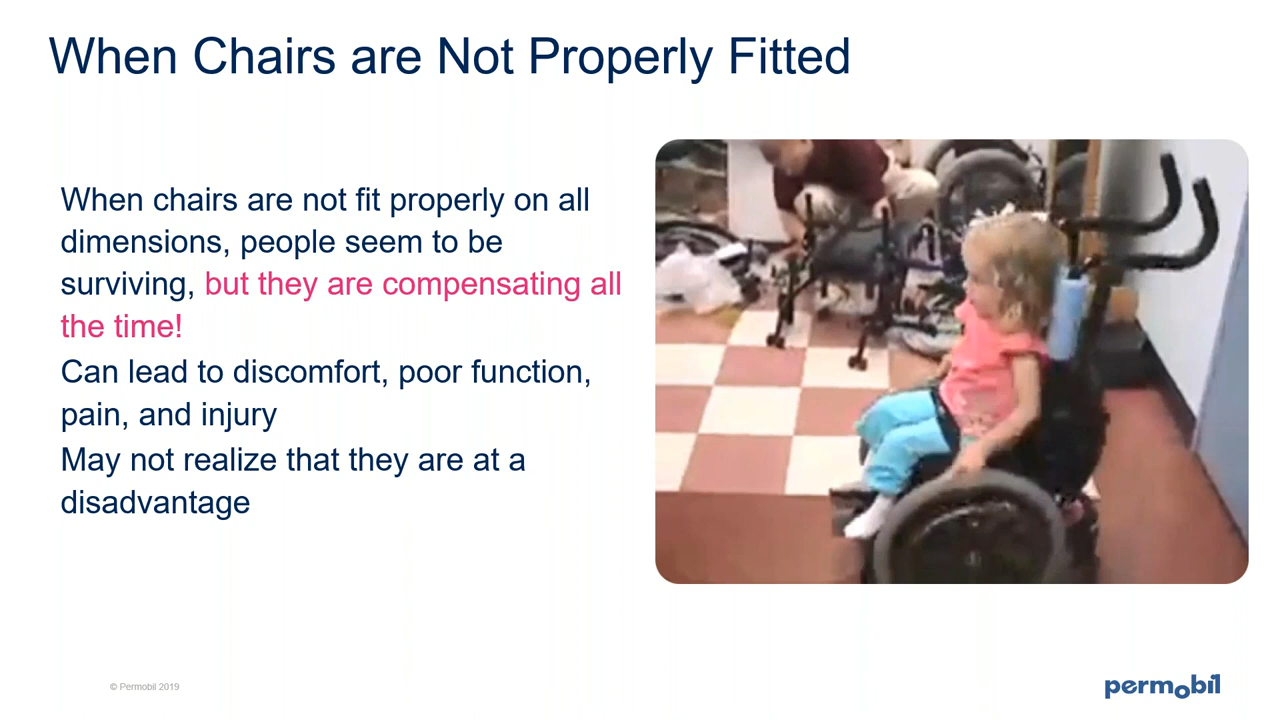 When Chairs are Not Properly Fitted
When chairs are not fit properly on all
dimensions, people seem to be
surviving, but they are compensating all
the time!
Can lead to discomfort, poor function,
pain, and injury
May not realize that they are at a
disadvantage
© Permobil 2019
permobil